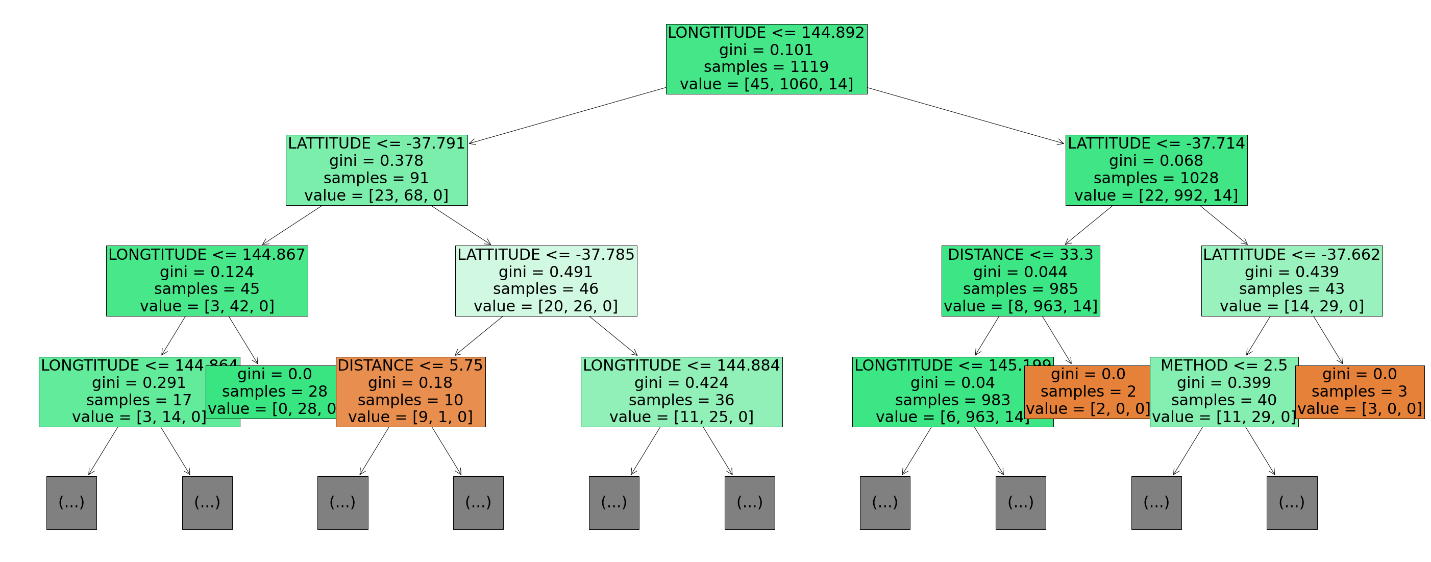 LONGTITUDE <= 144.892
gini = 0.101
samples = 1119
value = [45, 1060, 14]
LATTITUDE <= -37.791
gini = 0.378
samples = 91
value = [23, 68, 0]
LATTITUDE <= -37.714
gini = 0.068
samples = 1028
value = [22, 992, 14]
LONGTITUDE <= 144.867
gini = 0.124
samples = 45
value = [3, 42, 0]
LATTITUDE <= -37.785
gini = 0.491
samples = 46
value = [20, 26, 0]
DISTANCE <= 33.3
gini = 0.044
samples = 985
value = [8, 963, 14]
LATTITUDE <= -37.662
gini = 0.439
samples = 43
value = [14, 29, 0]
LONGTITUDE <= 144.864
gini = 0.291
samples = 17
value = [3, 14, 0]
gini = 0.0
samples = 28
value = [0, 28, 0
DISTANCE <= 5.75
gini = 0.18
samples = 10
value = [9, 1, 0]
LONGTITUDE <= 144.884
gini = 0.424
samples = 36
value = [11, 25, 0]
LONGTITUDE <= 145.199
gini = 0.04
samples = 983
value = [6, 963, 14]
gini = 0.0
samples = 2
value = [2, 0, 0]
METHOD <= 2.5
gini = 0.399
samples = 40
value = [11, 29, 0]
gini = 0.0
samples = 3
value = [3, 0, 0]
(...)
(...)
(...)
(...)
(...)
(...)
(...)
(...)
(...)
(...)